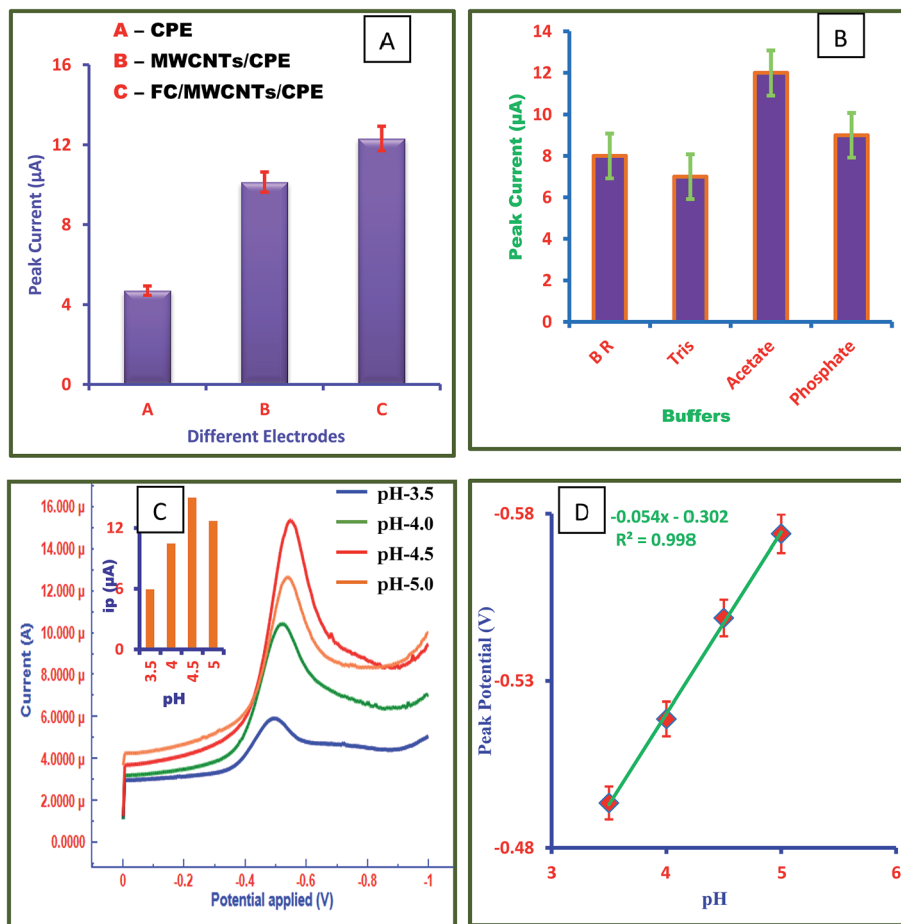 A – CPE
B – MWCNTs/CPE
C – FC/MWCNTs/CPE
A
Peak Current (µA)
16
12
8
4
0
A B C
Different Electrodes
B
Peak Current (µA)
14
12
10
8
6
4
2
0
B R Tris Acetate Phosphate
Buffers
C
pH-3.5
pH-4.0
pH-4.5
pH-5.0
Current (A)
16.000 µ
14.000 µ
12.000 µ
10.000 µ
8.0000 µ
6.0000 µ
4.0000 µ
2.0000 µ
0.0000
ip (µA)
12
6
0
3.5 4 4.5 5
pH
0 -0.2 -0.4 -0.6 -0.8 -1
Potential applied (V)
D
-0.054x - 0.302
R² = 0.998
Peak Potential (V)
-0.58
-0.53
-0.48
3 4 5 6
pH